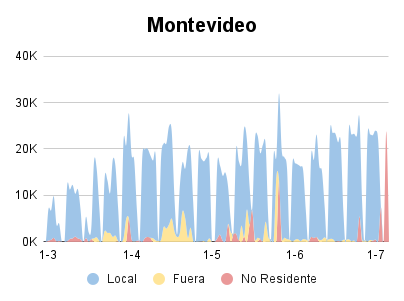 Montevideo
40K
30K
20K
10K
0K
1-3 1-4 1-5 1-6 1-7
Local Fuera No Residente